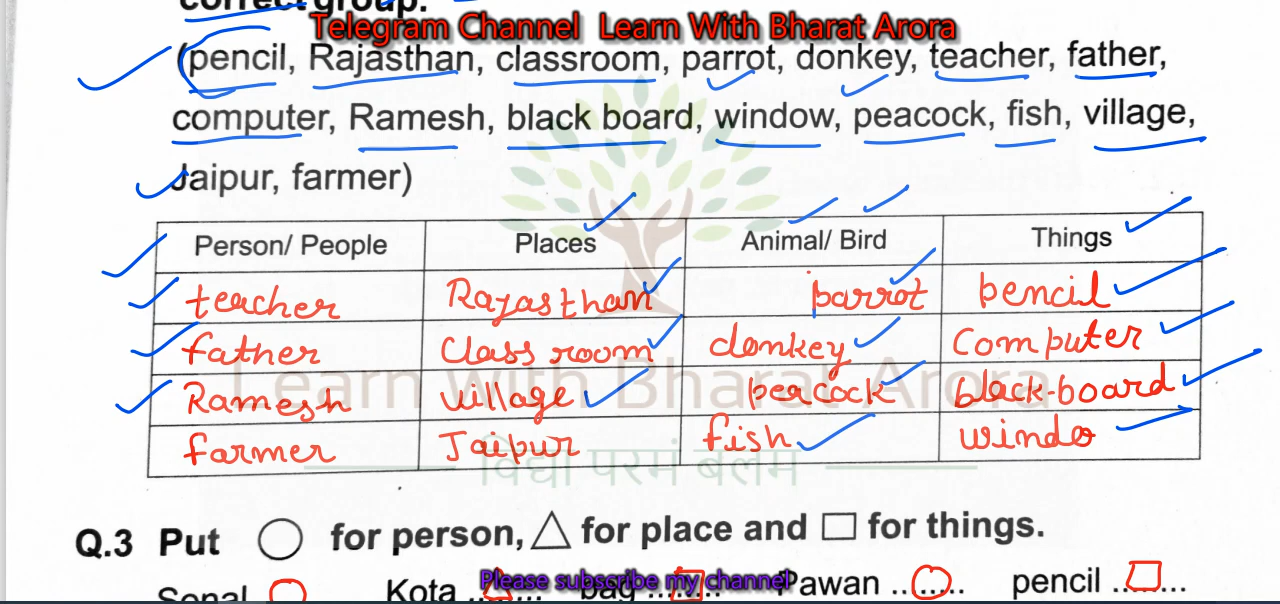 correct group.
Telegram Channel Learn With Bharat Arora
(pencil, Rajasthan, classroom, parrot, donkey, teacher, father,
computer, Ramesh, black board, window, peacock, fish, village,
Jaipur, farmer)
Person/ People Places Animal/ Bird Things
teacher Rajasthan parrot pencil
father Class room donkey Computer
Ramesh village peacock black-board
farmer Jaipur fish windo
Learn with Bharat Arora
विद्या परमं बलम्
Q.3 Put ◯ for person, △ for place and □ for things.
Sonal Kota ........ bag ........ Pawan ........ pencil ........
Please subscribe my channel